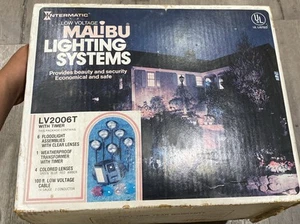 INTERMATIC
LOW VOLTAGE
MALIBU
LIGHTING
SYSTEMS
Provides beauty and security
Economical and safe
UL
LV2006T
WITH TIMER
6 FLOODLIGHT
ASSEMBLIES
WITH CLEAR LENSES
1 WEATHERPROOF
TRANSFORMER
WITH TIMER
4 COLORED LENSES
100 ft. LOW VOLTAGE
CABLE